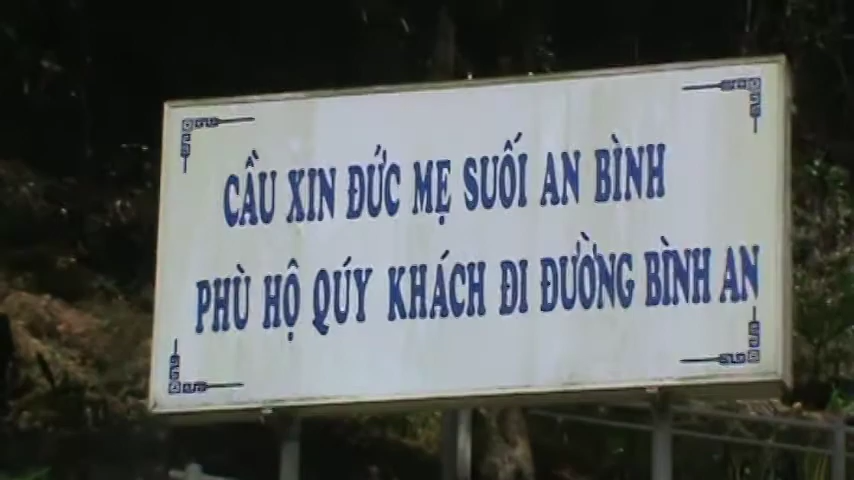 CẦU XIN ĐỨC MẸ SUỐI AN BÌNH
PHÙ HỘ QÚY KHÁCH ĐI ĐƯỜNG BÌNH AN